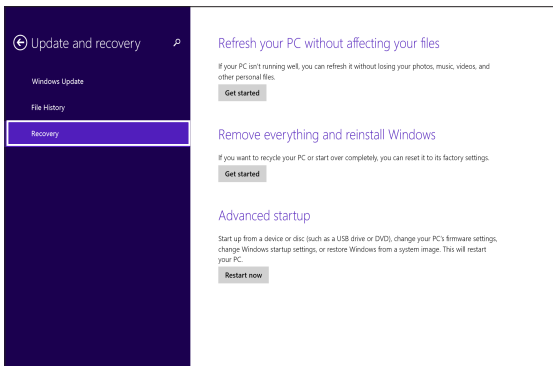 Update and recovery
Windows Update
File History
Recovery
Refresh your PC without affecting your files
If your PC isn't running well, you can refresh it without losing your photos, music, videos, and
other personal files.
Get started
Remove everything and reinstall Windows
If you want to recycle your PC or start over completely, you can reset it to its factory settings.
Get started
Advanced startup
Start up from a device or disc (such as a USB drive or DVD), change your PC's firmware settings,
change Windows startup settings, or restore Windows from a system image. This will restart
your PC.
Restart now